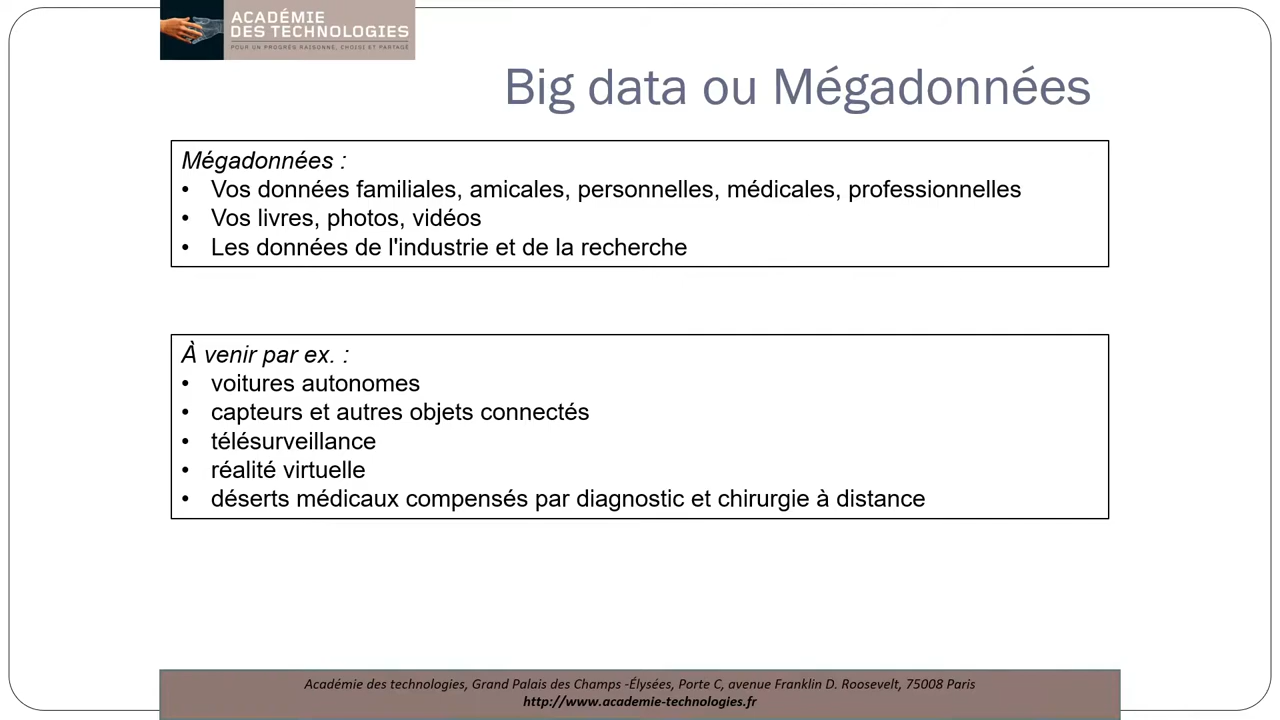 ACADÉMIE
DES TECHNOLOGIES
POUR UN PROGRÈS RAISONNÉ, CHOISI ET PARTAGÉ
Big data ou Mégadonnées
Mégadonnées :
• Vos données familiales, amicales, personnelles, médicales, professionnelles
• Vos livres, photos, vidéos
• Les données de l'industrie et de la recherche
À venir par ex. :
• voitures autonomes
• capteurs et autres objets connectés
• télésurveillance
• réalité virtuelle
• déserts médicaux compensés par diagnostic et chirurgie à distance
Académie des technologies, Grand Palais des Champs -Élysées, Porte C, avenue Franklin D. Roosevelt, 75008 Paris
http://www.academie-technologies.fr